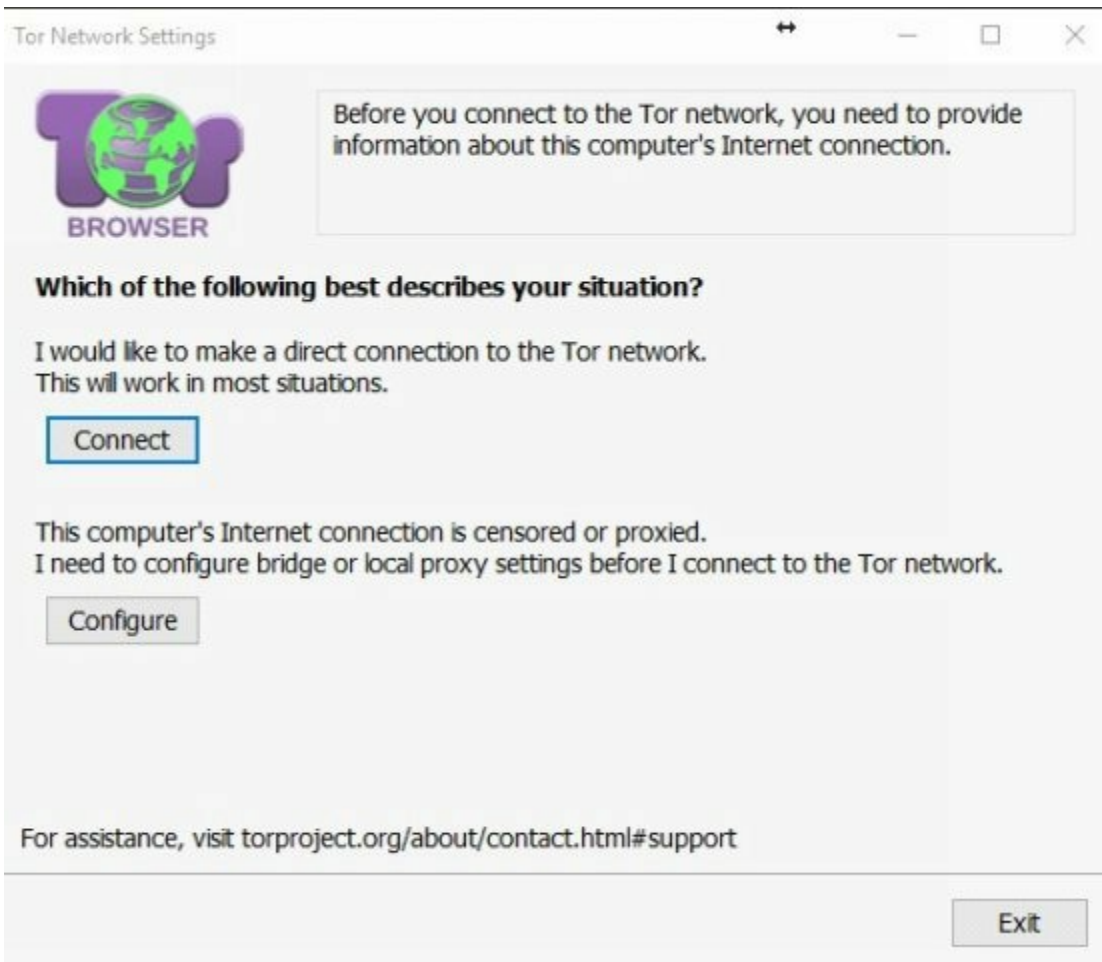 Tor Network Settings
Tor
BROWSER
Before you connect to the Tor network, you need to provide
information about this computer's Internet connection.
Which of the following best describes your situation?
I would like to make a direct connection to the Tor network.
This will work in most situations.
Connect
This computer's Internet connection is censored or proxied.
I need to configure bridge or local proxy settings before I connect to the Tor network.
Configure
For assistance, visit torproject.org/about/contact.html#support
Exit